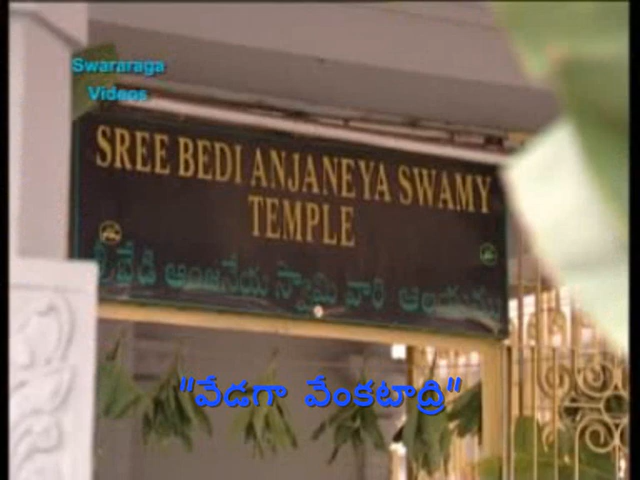 Swararaga
Videos
SREE BEDI ANJANEYA SWAMY
TEMPLE
శ్రీ బేడి ఆంజనేయ స్వామి వారి ఆలయము
"వేడగా వేంకటాద్రి"